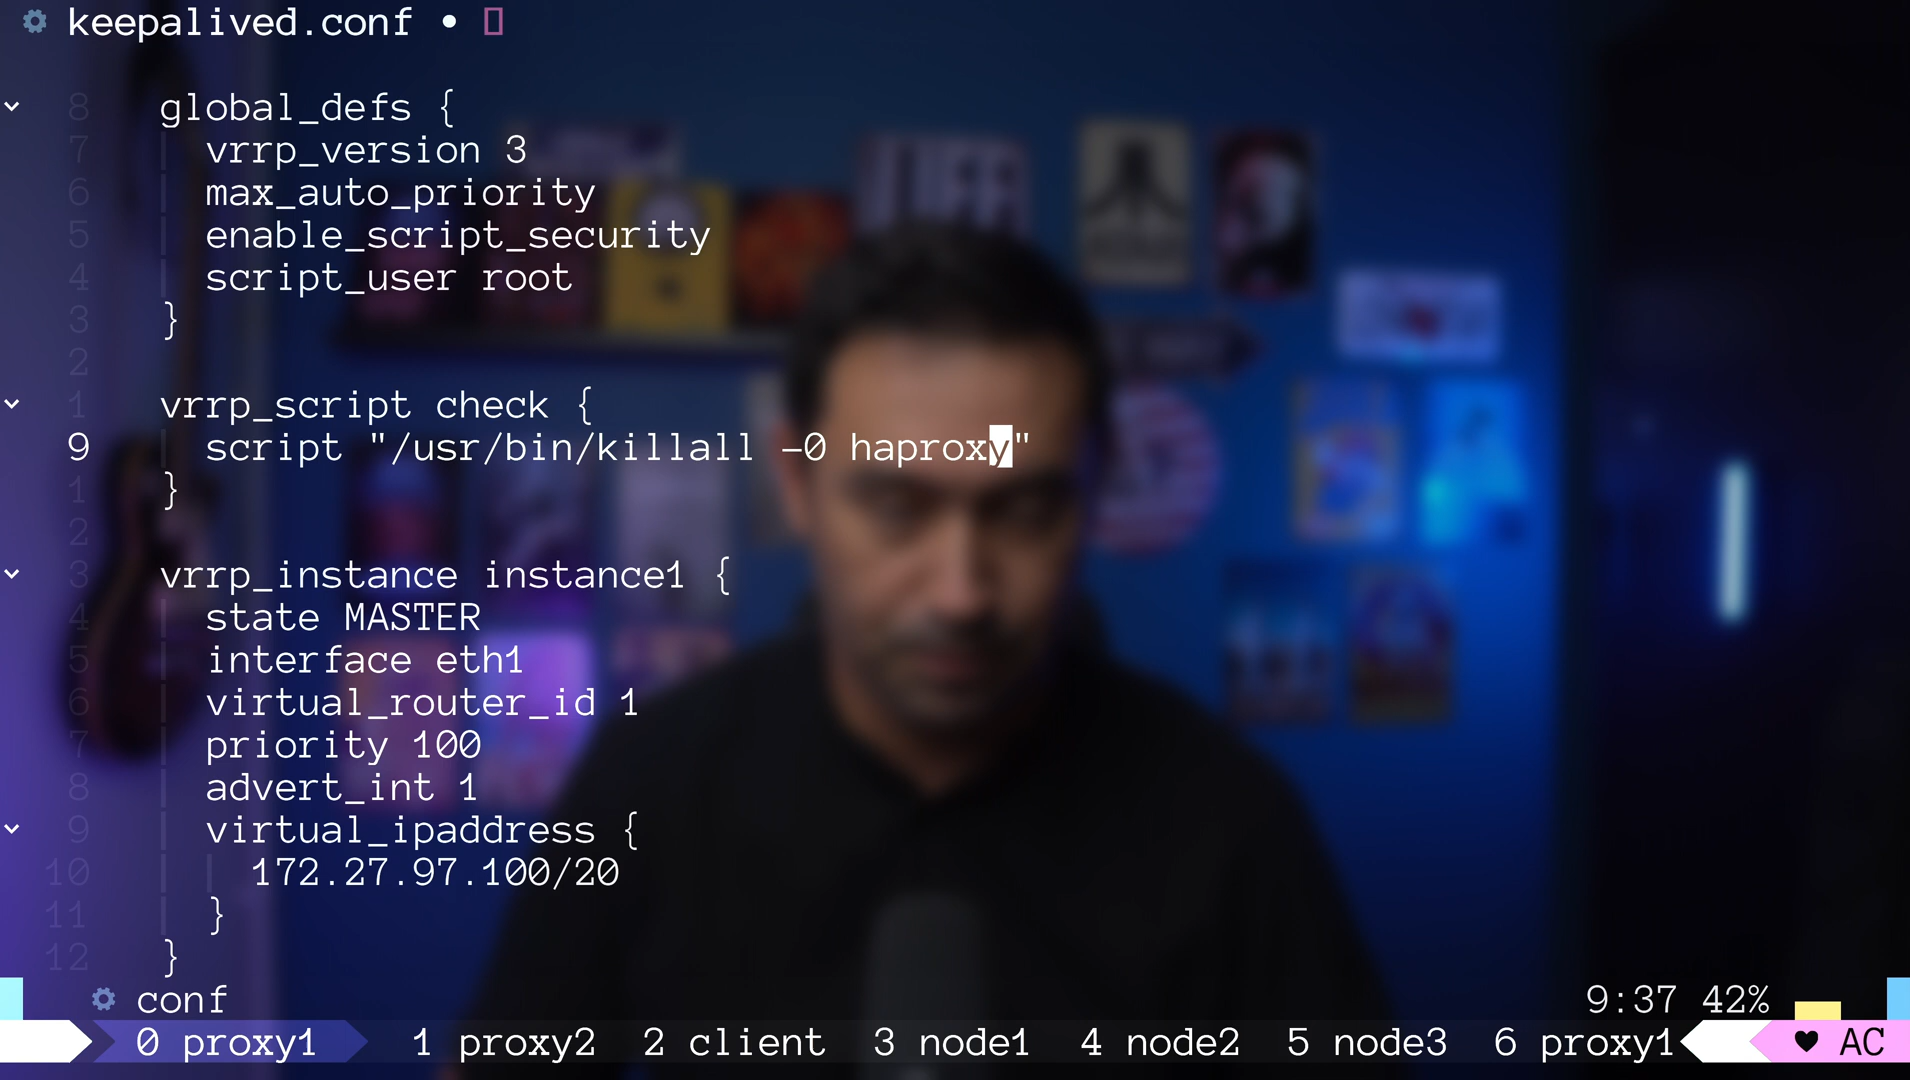 keepalived.conf •
8 global_defs {
7 vrrp_version 3
6 max_auto_priority
5 enable_script_security
4 script_user root
3 }
2
1 vrrp_script check {
9 script "/usr/bin/killall -0 haproxy"
1 }
2
3 vrrp_instance instance1 {
4 state MASTER
5 interface eth1
6 virtual_router_id 1
7 priority 100
8 advert_int 1
9 virtual_ipaddress {
10 172.27.97.100/20
11 }
12 }
conf 9:37 42%
0 proxy1 1 proxy2 2 client 3 node1 4 node2 5 node3 6 proxy1 ♥ AC